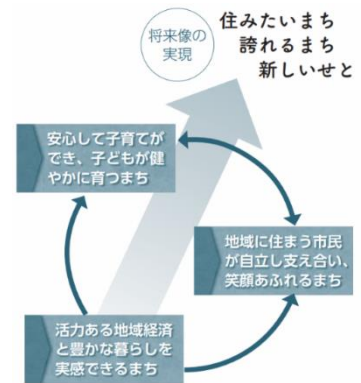 将来像の
実現
住みたいまち
誇れるまち
新しいせと
安心して子育てが
でき、子どもが健
やかに育つまち
地域に住まう市民
が自立し支え合い、
笑顔あふれるまち
活力ある地域経済
と豊かな暮らしを
実感できるまち